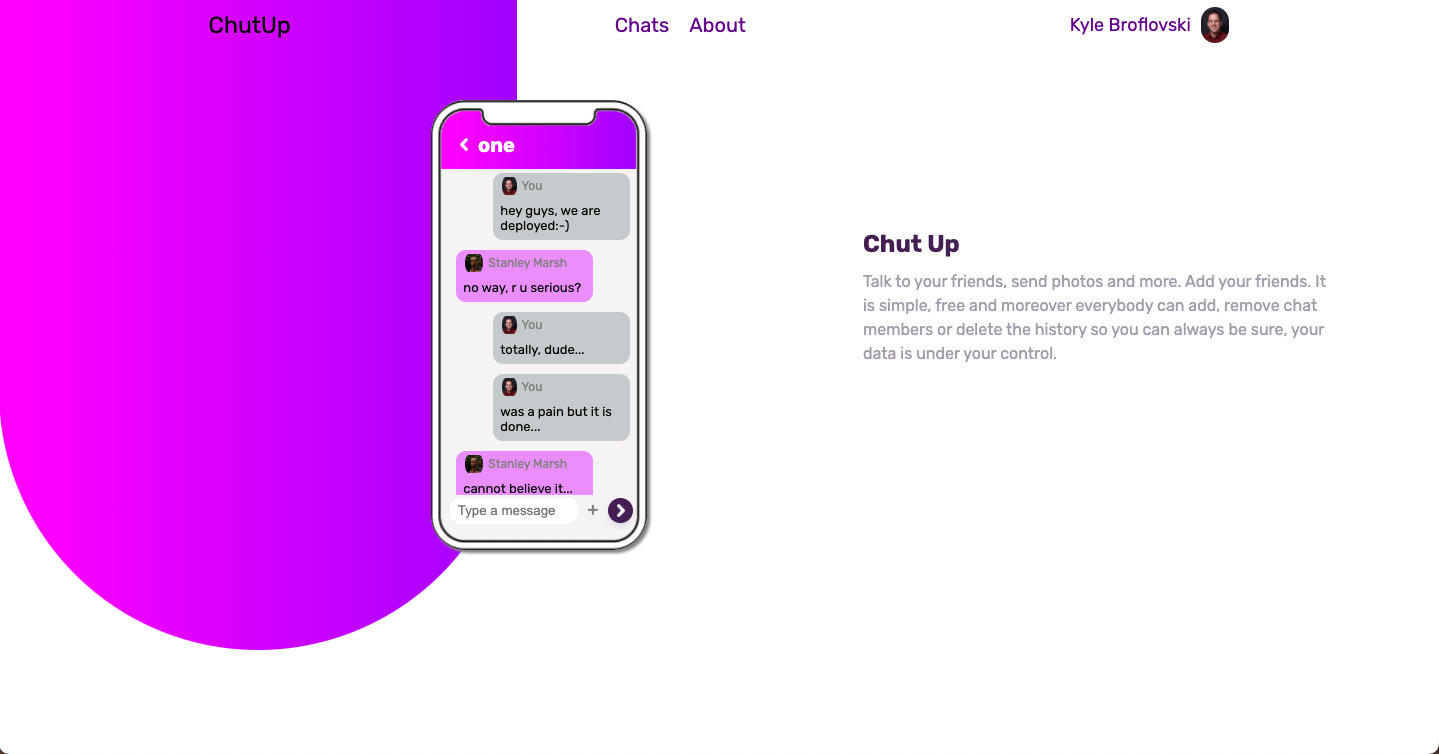 ChutUp
Chats
About
Kyle Broflovski
one
You
hey guys, we are
deployed:-)
Stanley Marsh
no way, r u serious?
You
totally, dude...
You
was a pain but it is
done...
Stanley Marsh
cannot believe it...
Type a message
Chut Up
Talk to your friends, send photos and more. Add your friends. It
is simple, free and moreover everybody can add, remove chat
members or delete the history so you can always be sure, your
data is under your control.